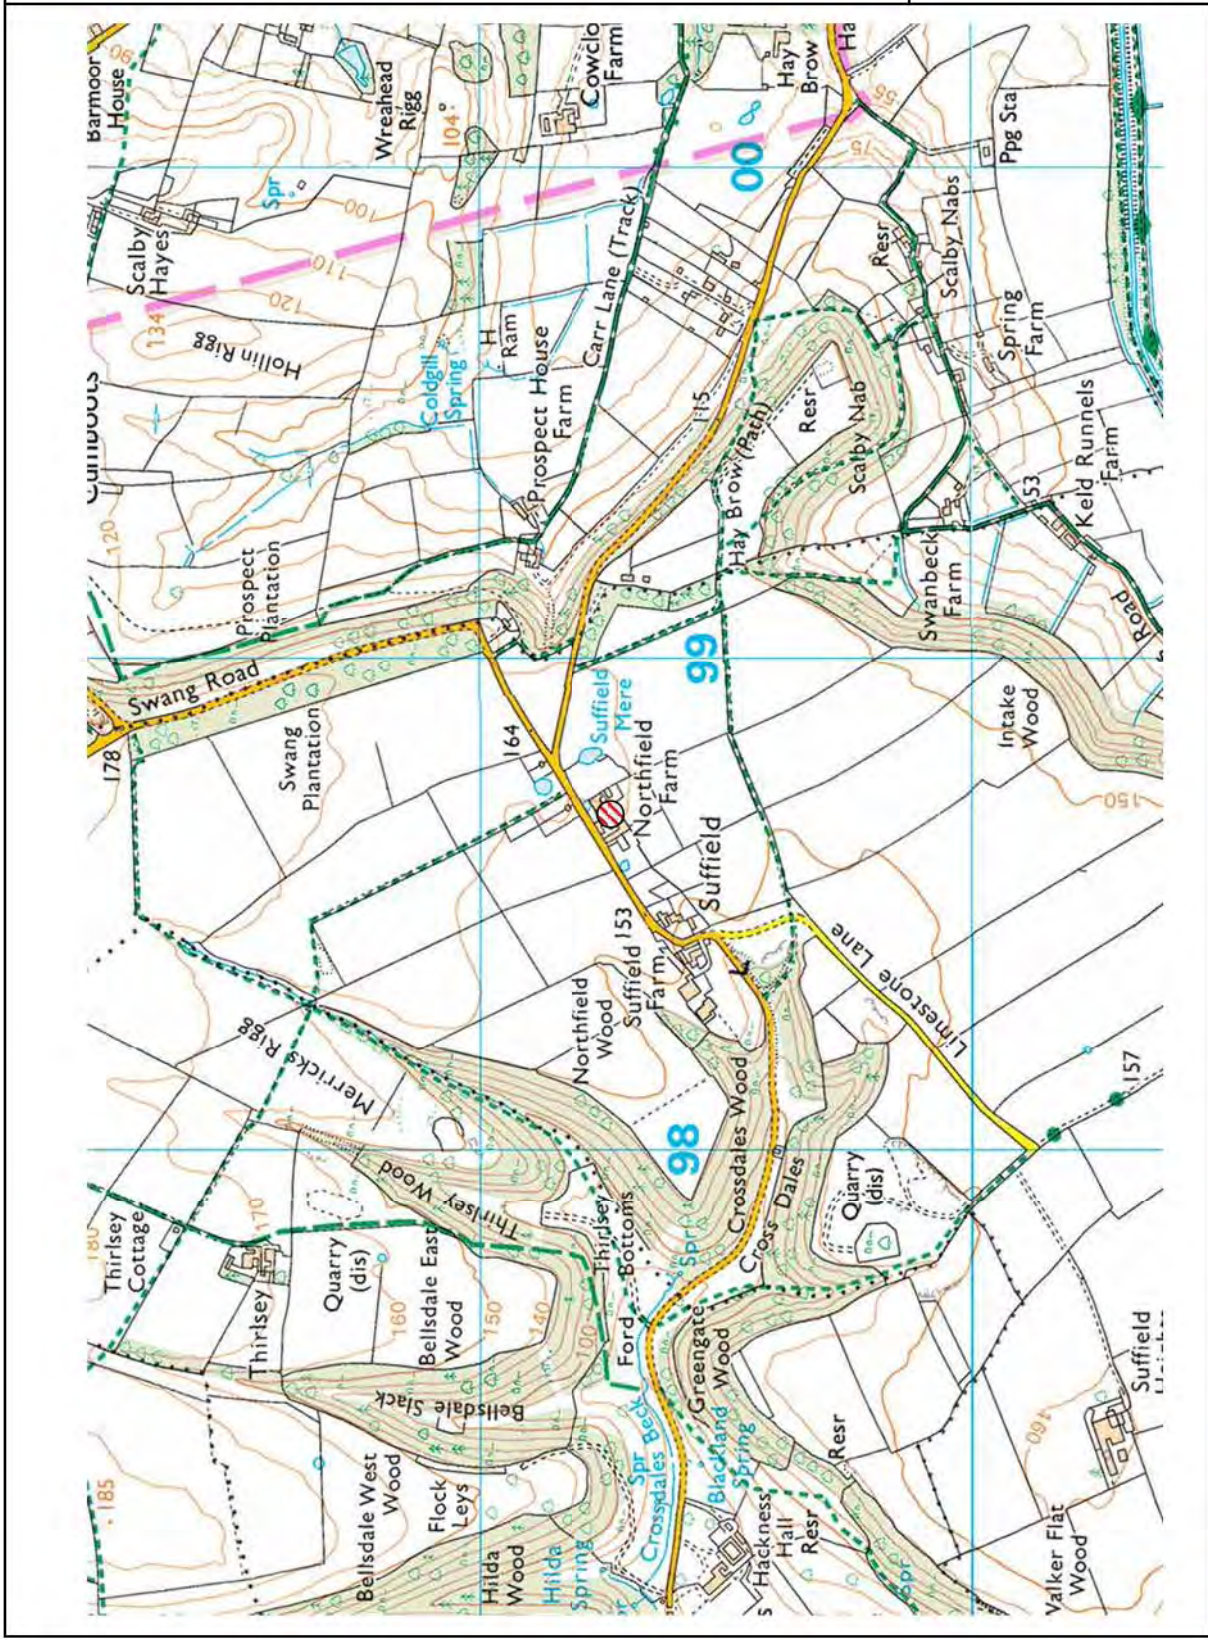 Barmoor
House
90
Scalby
Hayes
Spr
Wreahead
Rigg
104
Cowclo
Farm
Hay
Brow
Ha
55
75
00
Ppg Sta
100
110
120
134
Hollin Rigg
Coldgill
Spring
H
Ram
Prospect House
Farm
Carr Lane (Track)
115
Resr
Scalby Nabs
Spring
Farm
Resr
Scalby Nab
Hay Brow (Path)
Keld Runnels
Farm
53
Swanbeck
Farm
Road
120
Prospect
Plantation
Swang Road
178
Swang
Plantation
164
99
Suffield
Mere
Northfield
Farm
Suffield
Intake
Wood
150
153
Suffield
Farm
Northfield
Wood
Limestone Lane
157
Merricks Rigg
98
Crossdales Wood
Cross Dales
Quarry
(dis)
Thirlsey
Cottage
180
170
Thirlsey
Quarry
(dis)
Thirlsey Wood
Thirlsey
Bottoms
Spr
Bellsdale East
Wood
160
150
140
100
Ford
Greengate
Wood
Bellsdale Slack
Suffield
185
Bellsdale West
Wood
Flock
Leys
Hilda
Wood
Hilda
Spring
Spr
Crossdales Beck
Blackland
Spring
Hackness
Hall
Resr
Resr
160
Spr
Walker Flat
Wood